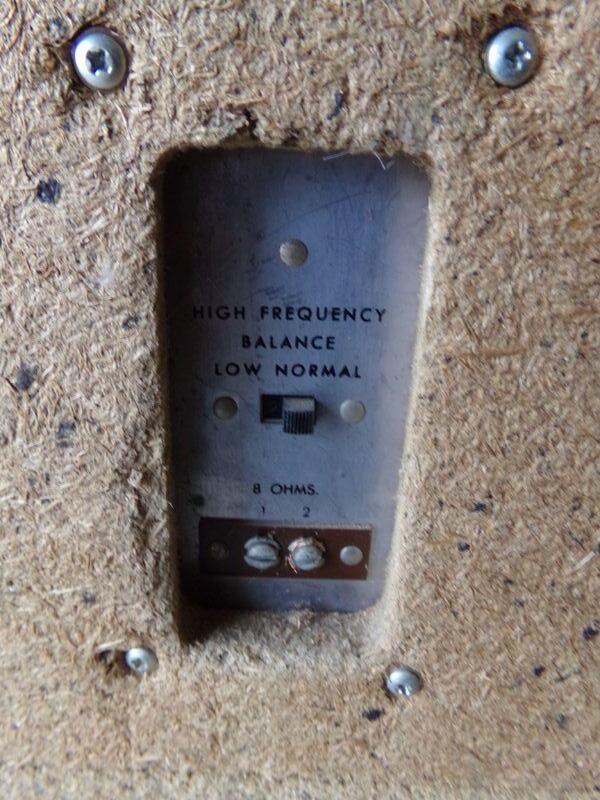 HIGH FREQUENCY
BALANCE
LOW NORMAL
8 OHMS.
1 2